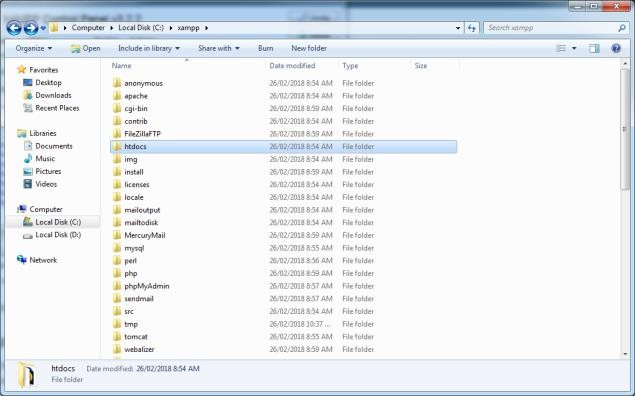 Computer ▸ Local Disk (C:) ▸ xampp ▸
Search xampp
Organize Open Include in library Share with Burn New folder
Name Date modified Type Size
Favorites
Desktop
Downloads
Recent Places
Libraries
Documents
Music
Pictures
Videos
Computer
Local Disk (C:)
Local Disk (D:)
Network
anonymous 26/02/2018 8:54 AM File folder
apache 26/02/2018 8:54 AM File folder
cgi-bin 26/02/2018 8:59 AM File folder
contrib 26/02/2018 8:54 AM File folder
FileZillaFTP 26/02/2018 8:59 AM File folder
htdocs 26/02/2018 8:54 AM File folder
img 26/02/2018 8:54 AM File folder
install 26/02/2018 8:59 AM File folder
licenses 26/02/2018 8:54 AM File folder
locale 26/02/2018 8:54 AM File folder
mailoutput 26/02/2018 8:54 AM File folder
mailtodisk 26/02/2018 8:54 AM File folder
MercuryMail 26/02/2018 8:59 AM File folder
mysql 26/02/2018 8:55 AM File folder
perl 26/02/2018 8:56 AM File folder
php 26/02/2018 8:59 AM File folder
phpMyAdmin 26/02/2018 8:57 AM File folder
sendmail 26/02/2018 8:57 AM File folder
src 26/02/2018 8:54 AM File folder
tmp 26/02/2018 10:37 ... File folder
tomcat 26/02/2018 8:55 AM File folder
webalizer 26/02/2018 8:59 AM File folder
htdocs Date modified: 26/02/2018 8:54 AM
File folder